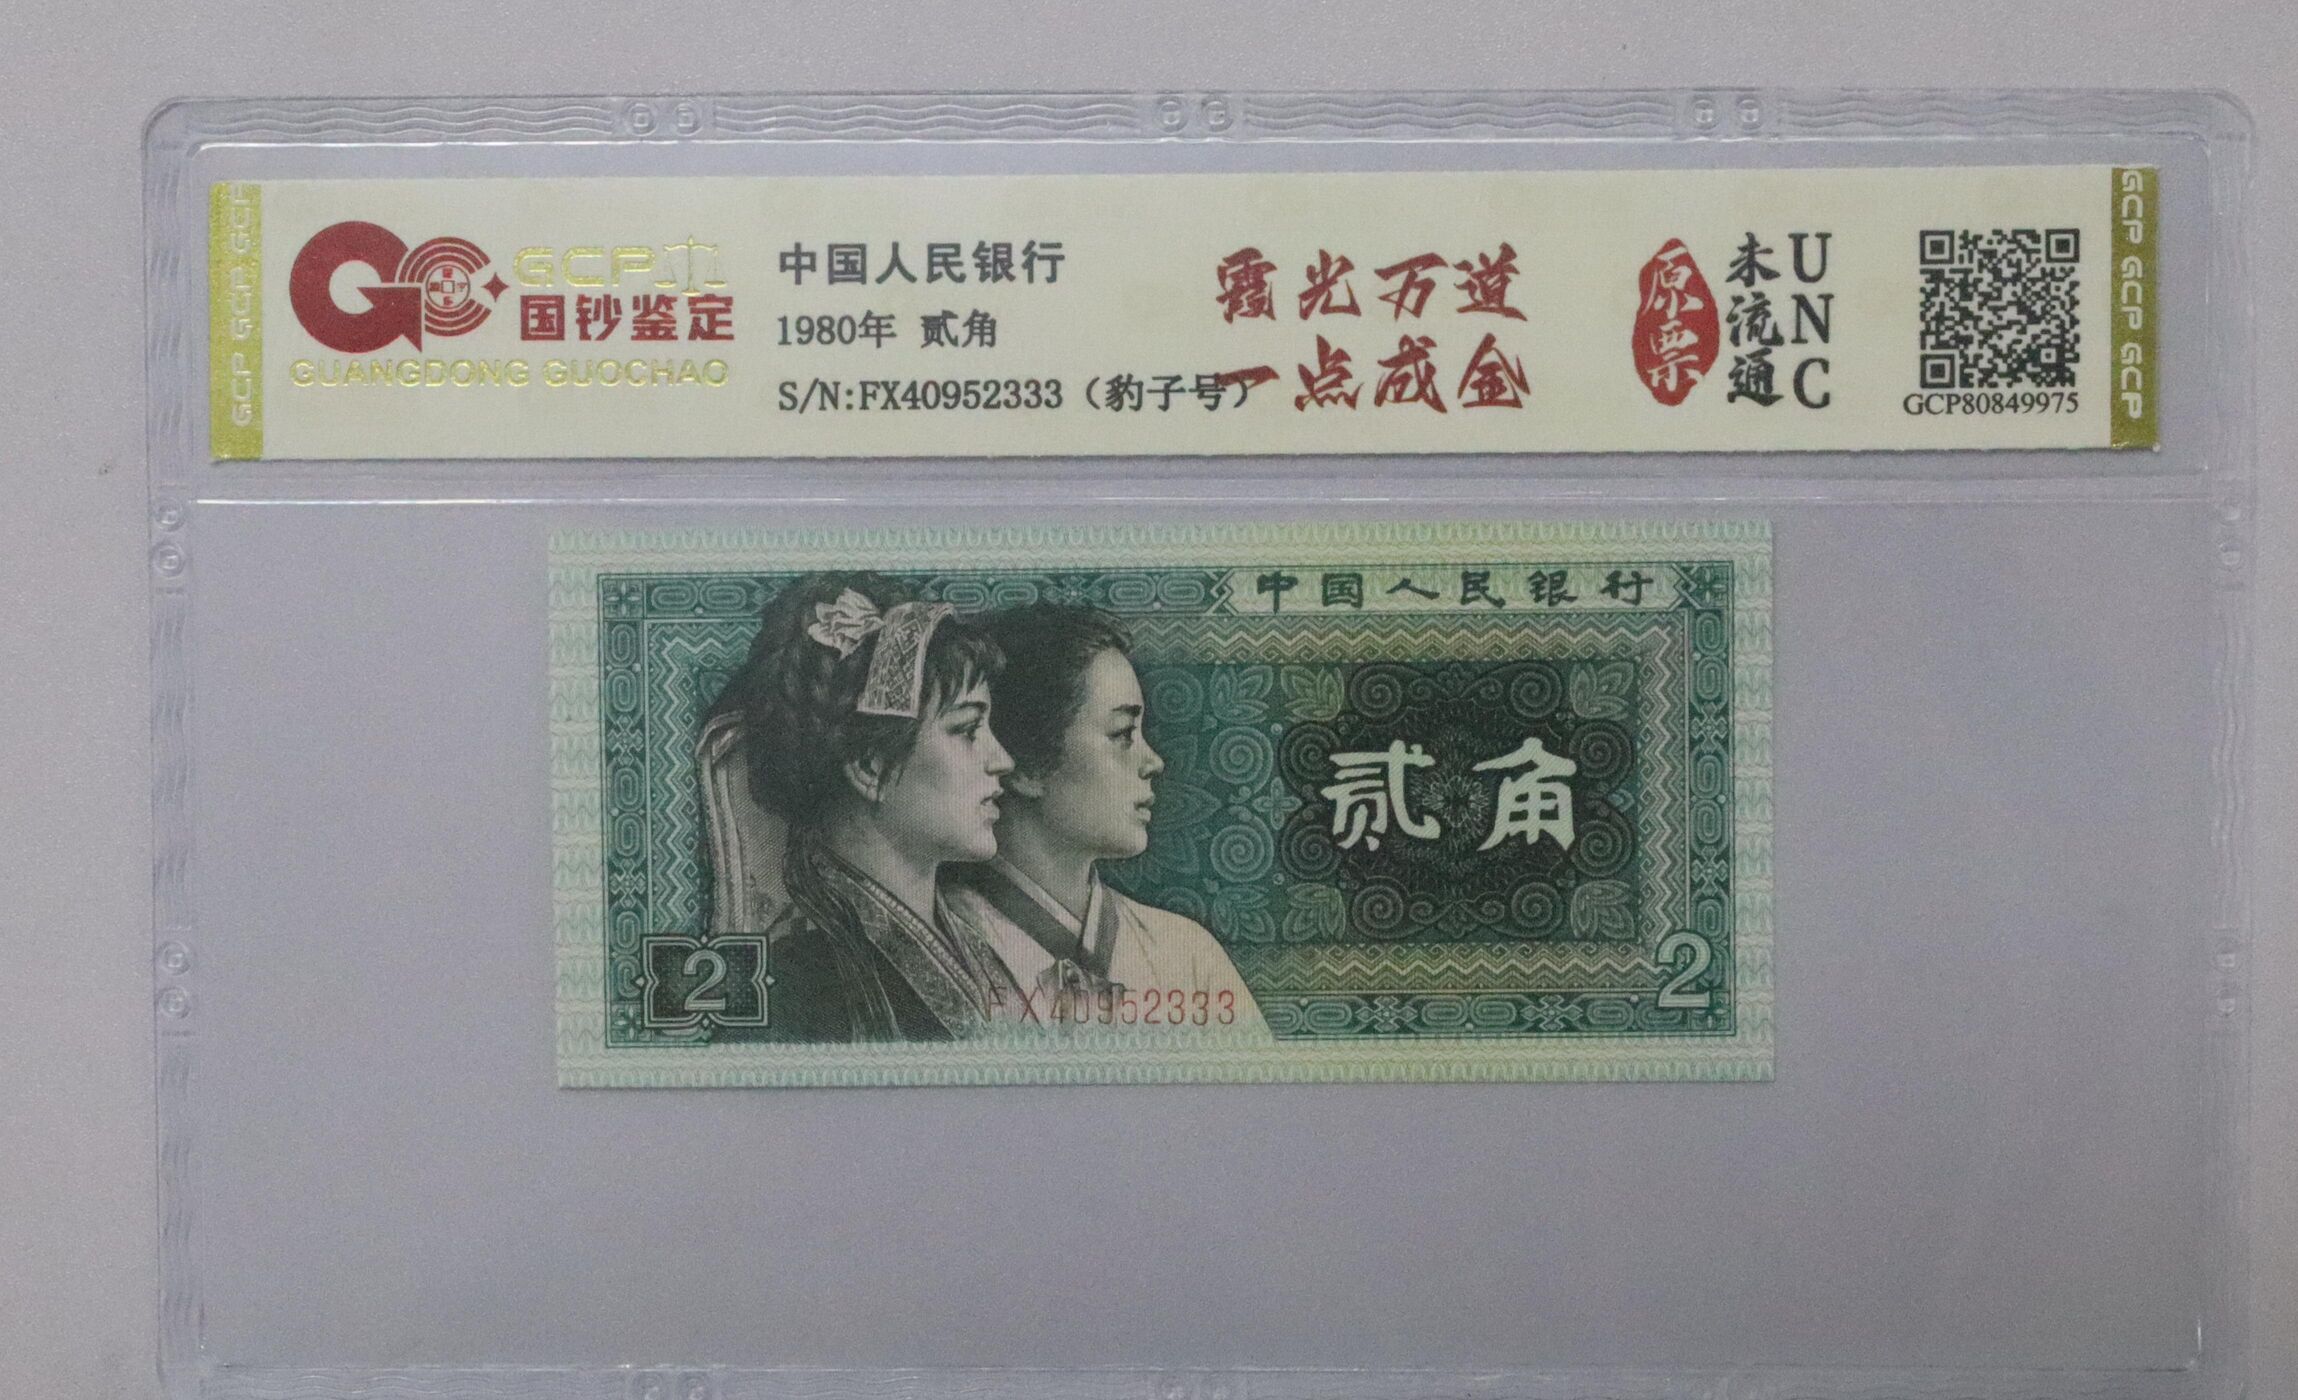 GCP GCP GCP
GCP
国钞鉴定
GUANGDONG GUOCHAO
中国人民银行
1980年 贰角
S/N:FX40952333（豹子号）
霞光万道
一点成金
原票
未流通
UNC
GCP80849975
GCP GCP GCP
中国人民银行
贰角
2
FX40952333
2